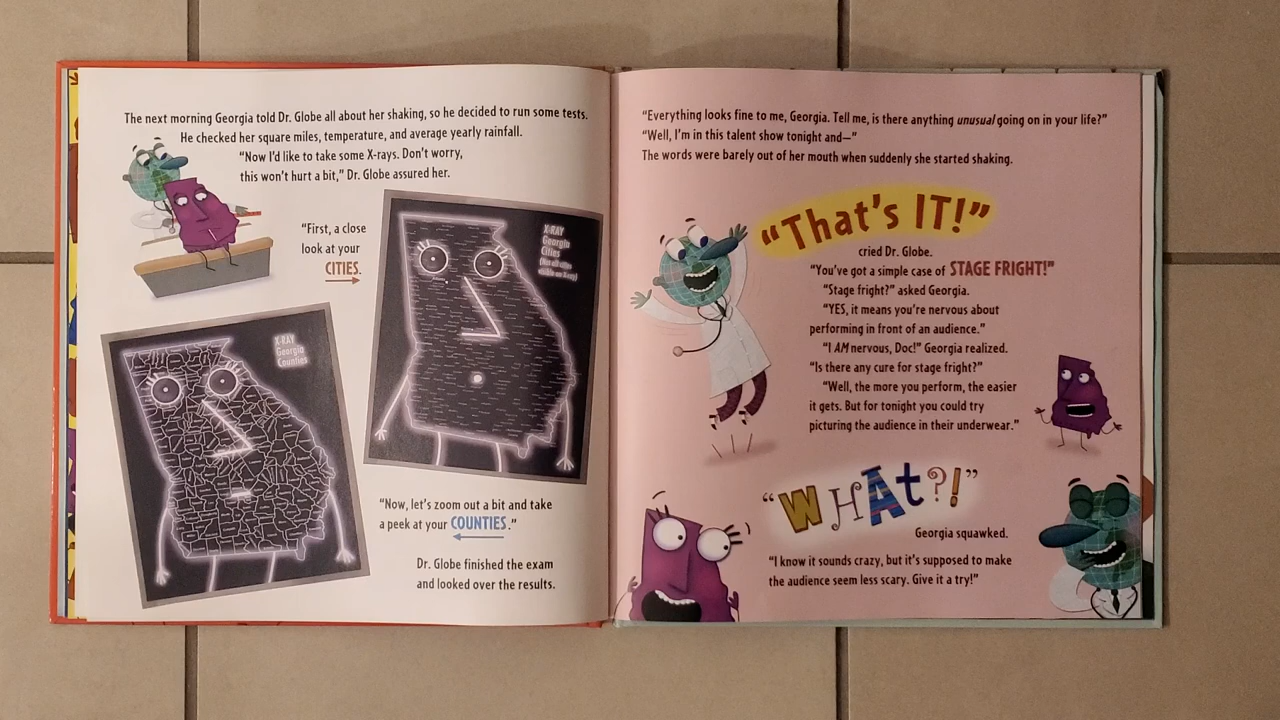 The next morning Georgia told Dr. Globe all about her shaking, so he decided to run some tests.
He checked her square miles, temperature, and average yearly rainfall.
“Now I’d like to take some X-rays. Don’t worry,
this won’t hurt a bit,” Dr. Globe assured her.
“First, a close
look at your
CITIES.
X-RAY
Georgia
Cities
(Not all cities
visible on X-ray)
X-RAY
Georgia
Counties
“Now, let’s zoom out a bit and take
a peek at your COUNTIES.”
Dr. Globe finished the exam
and looked over the results.
“Everything looks fine to me, Georgia. Tell me, is there anything unusual going on in your life?”
“Well, I’m in this talent show tonight and—”
The words were barely out of her mouth when suddenly she started shaking.
“That’s IT!”
cried Dr. Globe.
“You’ve got a simple case of STAGE FRIGHT!”
“Stage fright?” asked Georgia.
“YES, it means you’re nervous about
performing in front of an audience.”
“I AM nervous, Doc!” Georgia realized.
“Is there any cure for stage fright?”
“Well, the more you perform, the easier
it gets. But for tonight you could try
picturing the audience in their underwear.”
“WHAt?!”
Georgia squawked.
“I know it sounds crazy, but it’s supposed to make
the audience seem less scary. Give it a try!”